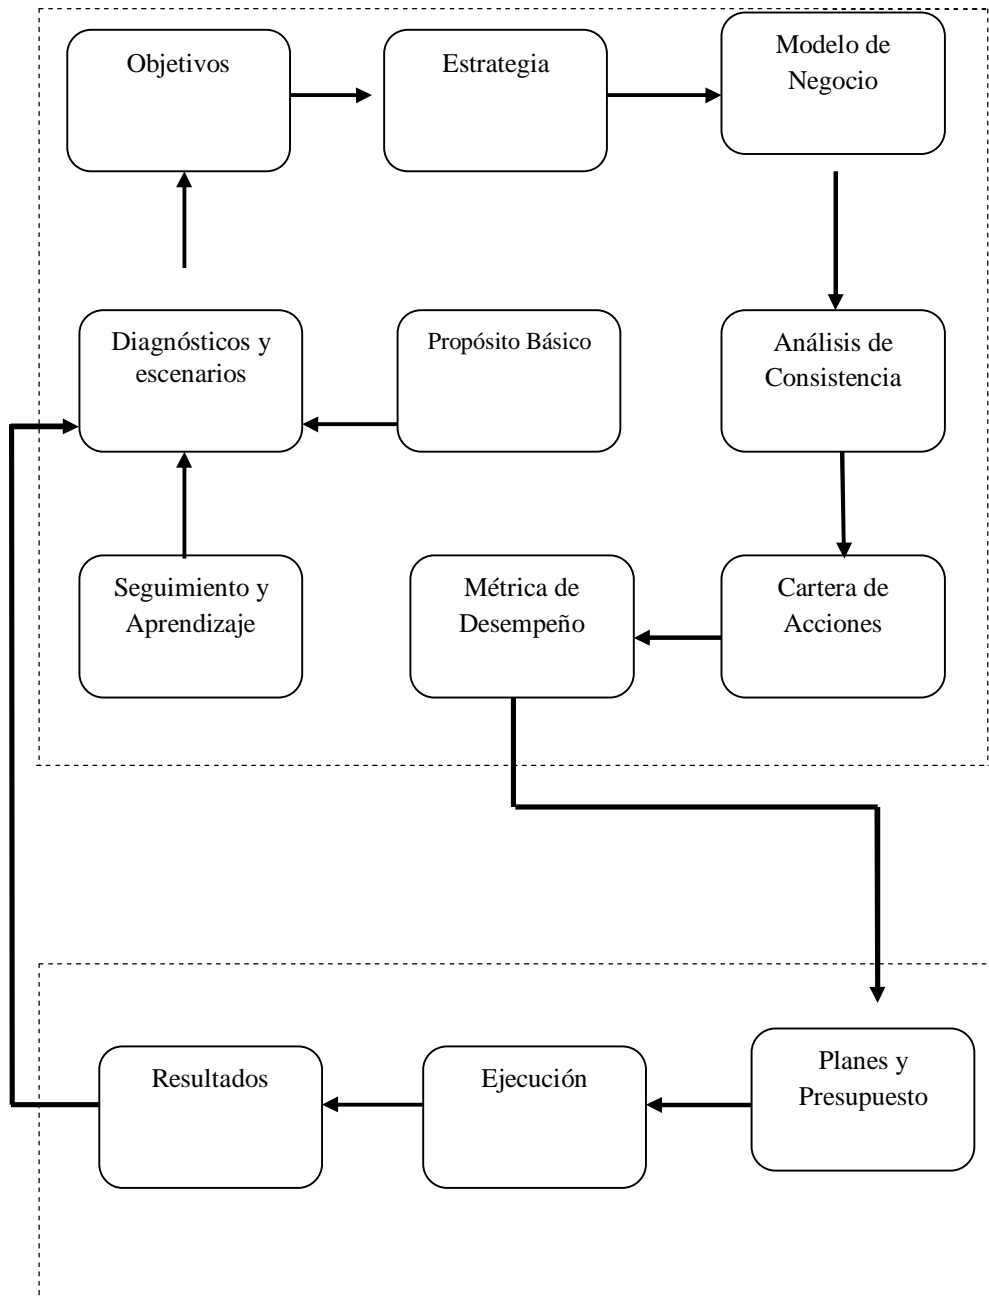 Objetivos
Estrategia
Modelo de
Negocio
Diagnósticos y
escenarios
Propósito Básico
Análisis de
Consistencia
Seguimiento y
Aprendizaje
Métrica de
Desempeño
Cartera de
Acciones
Resultados
Ejecución
Planes y
Presupuesto